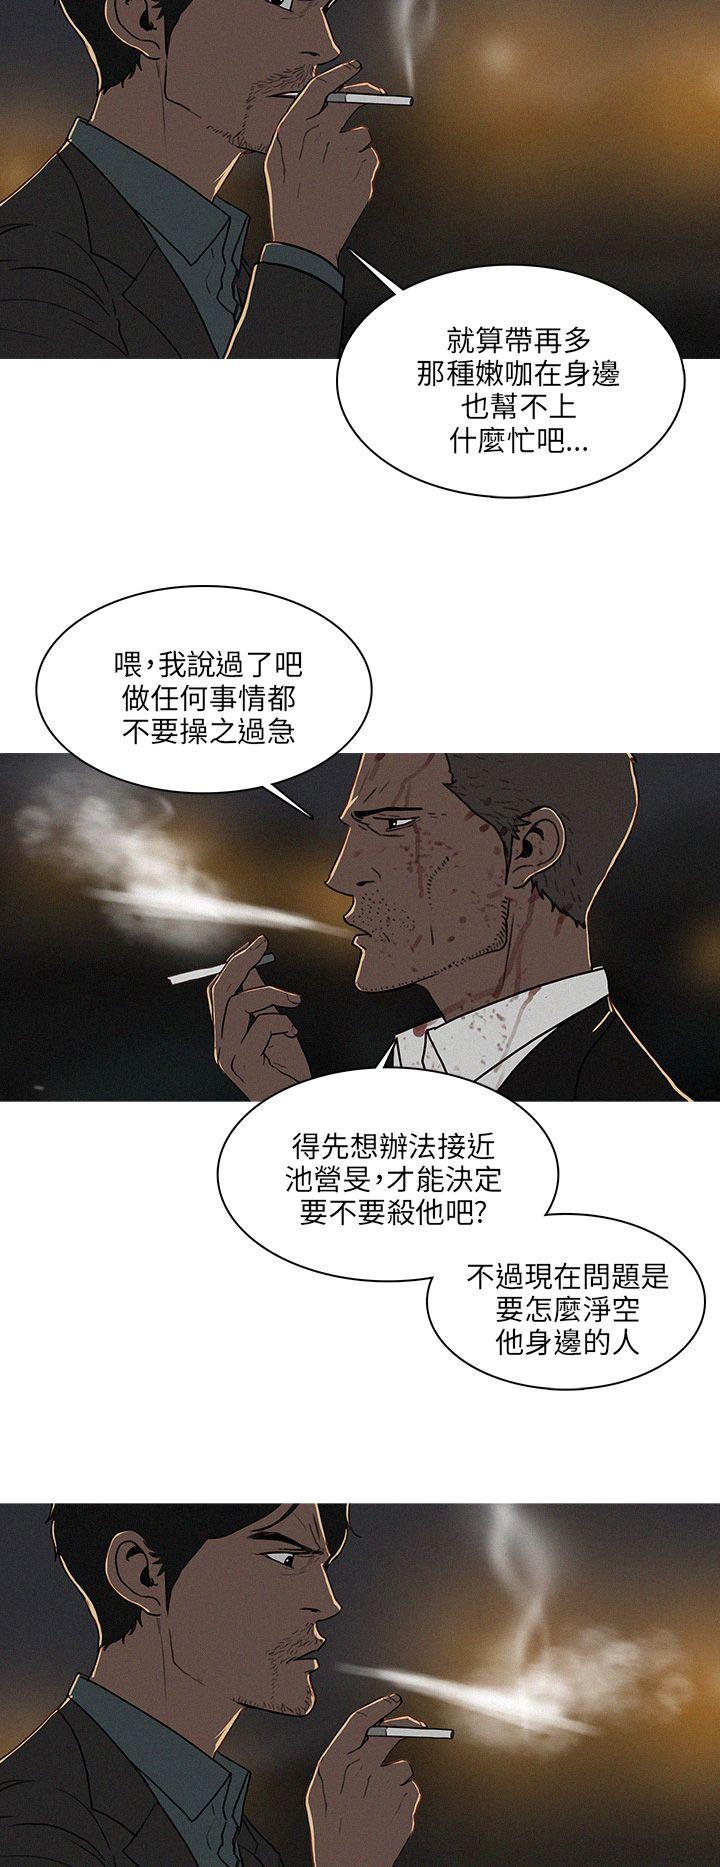 就算帶再多
那種嫩咖在身邊
也幫不上
什麼忙吧…
喂，我說過了吧
做任何事情都
不要操之過急
得先想辦法接近
池營旻，才能決定
要不要殺他吧?
不過現在問題是
要怎麼淨空
他身邊的人